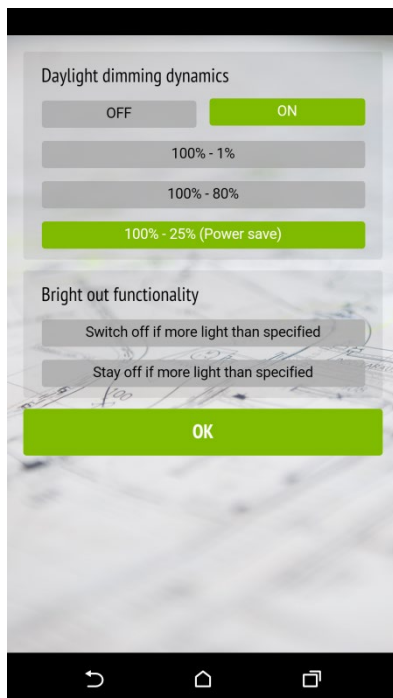 Daylight dimming dynamics
OFF
ON
100% - 1%
100% - 80%
100% - 25% (Power save)
Bright out functionality
Switch off if more light than specified
Stay off if more light than specified
OK